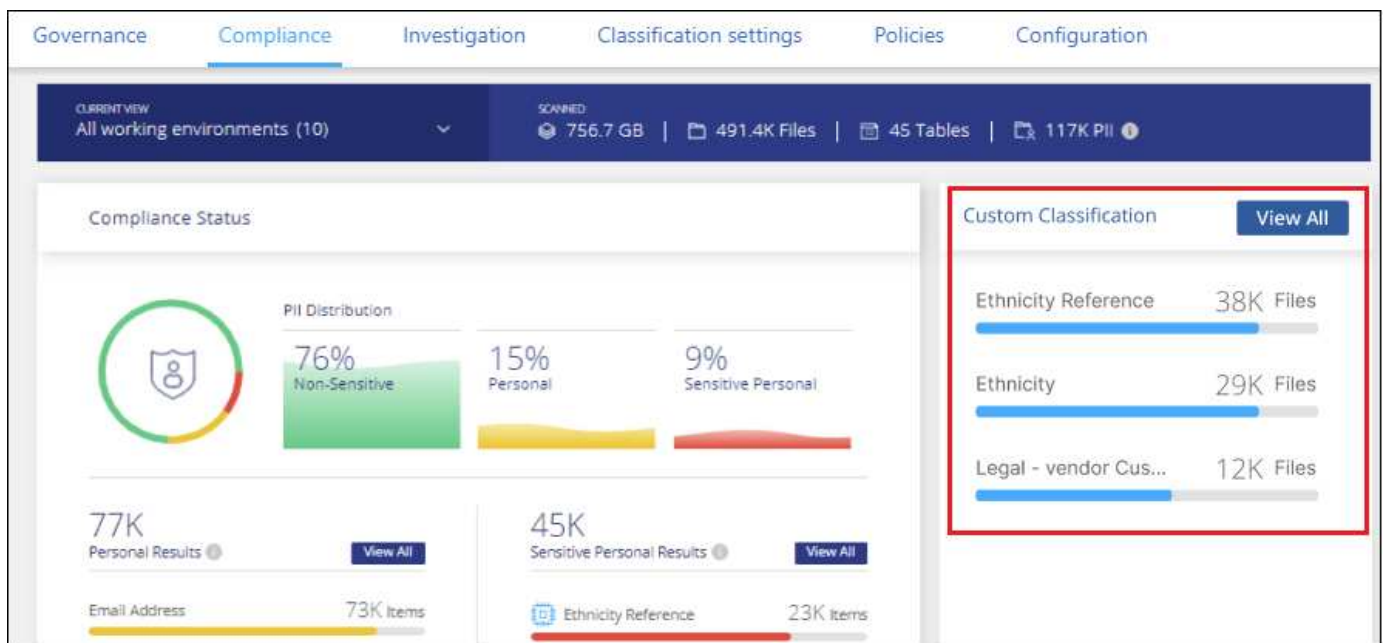 Governance Compliance Investigation Classification settings Policies Configuration
CURRENT VIEW
All working environments (10)
SCANNED
756.7 GB | 491.4K Files | 45 Tables | 117K PII
Compliance Status
PII Distribution
76%
Non-Sensitive
15%
Personal
9%
Sensitive Personal
77K
Personal Results View All
Email Address 73K Items
45K
Sensitive Personal Results View All
Ethnicity Reference 23K Items
Custom Classification View All
Ethnicity Reference 38K Files
Ethnicity 29K Files
Legal - vendor Cus... 12K Files